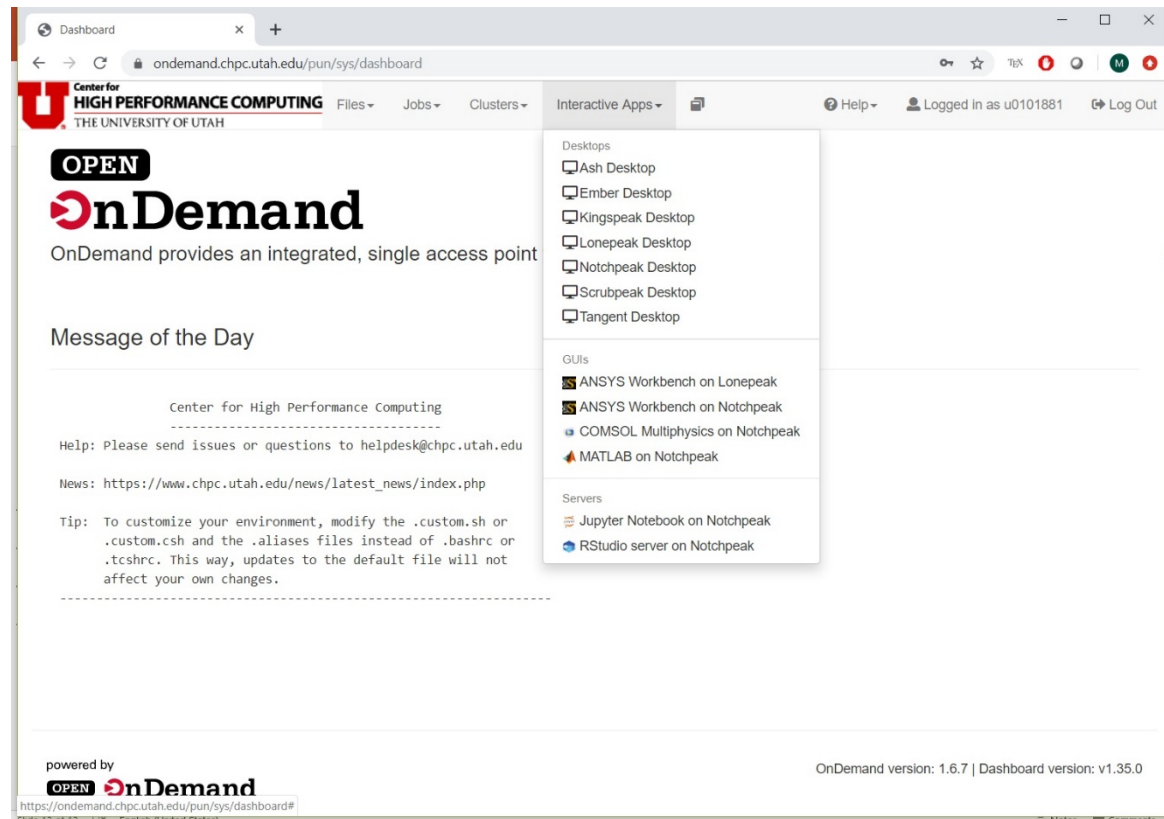 Dashboard
ondemand.chpc.utah.edu/pun/sys/dashboard
TEX
M
Center for
HIGH PERFORMANCE COMPUTING
THE UNIVERSITY OF UTAH
Files Jobs Clusters Interactive Apps Help Logged in as u0101881 Log Out
OPEN
OnDemand
OnDemand provides an integrated, single access point
Desktops
Ash Desktop
Ember Desktop
Kingspeak Desktop
Lonepeak Desktop
Notchpeak Desktop
Scrubpeak Desktop
Tangent Desktop
GUIs
ANSYS Workbench on Lonepeak
ANSYS Workbench on Notchpeak
COMSOL Multiphysics on Notchpeak
MATLAB on Notchpeak
Servers
Jupyter Notebook on Notchpeak
RStudio server on Notchpeak
Message of the Day
Center for High Performance Computing
-------------------------------------
Help: Please send issues or questions to helpdesk@chpc.utah.edu
News: https://www.chpc.utah.edu/news/latest_news/index.php
Tip: To customize your environment, modify the .custom.sh or
.custom.csh and the .aliases files instead of .bashrc or
.tcshrc. This way, updates to the default file will not
affect your own changes.
-------------------------------------------------------------------
powered by
OPEN OnDemand
OnDemand version: 1.6.7 | Dashboard version: v1.35.0
https://ondemand.chpc.utah.edu/pun/sys/dashboard#